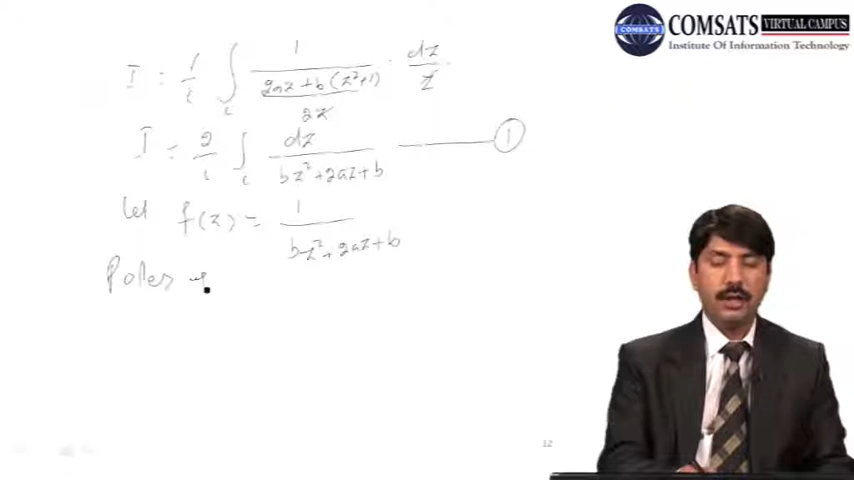 COMSATS VIRTUAL CAMPUS
Institute Of Information Technology
I = 1/i ∫c 1/((2az+b(z²+1))/2z) · dz/z
I = 2/i ∫c dz/(bz²+2az+b) ——— ①
let f(z) = 1/(bz²+2az+b)
Poles
12